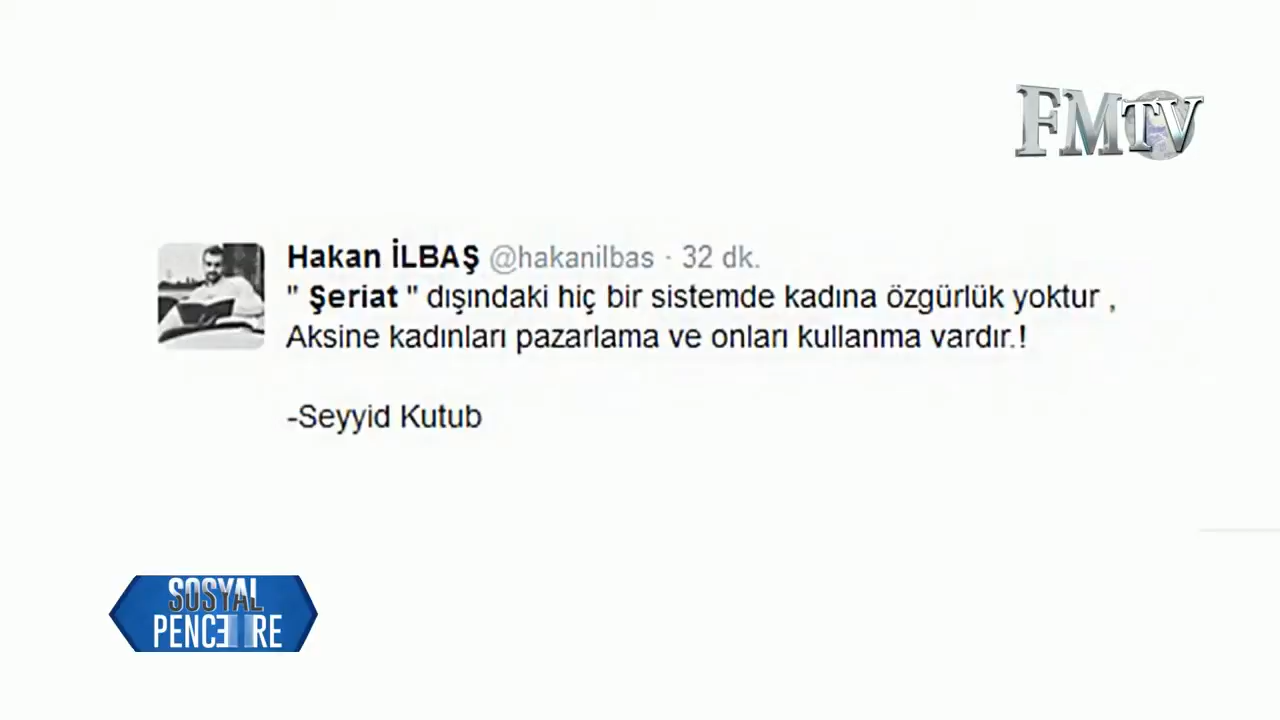 FMTV
Hakan İLBAŞ @hakanilbas · 32 dk.
" Şeriat " dışındaki hiç bir sistemde kadına özgürlük yoktur ,
Aksine kadınları pazarlama ve onları kullanma vardır.!
-Seyyid Kutub
SOSYAL
PENCERE